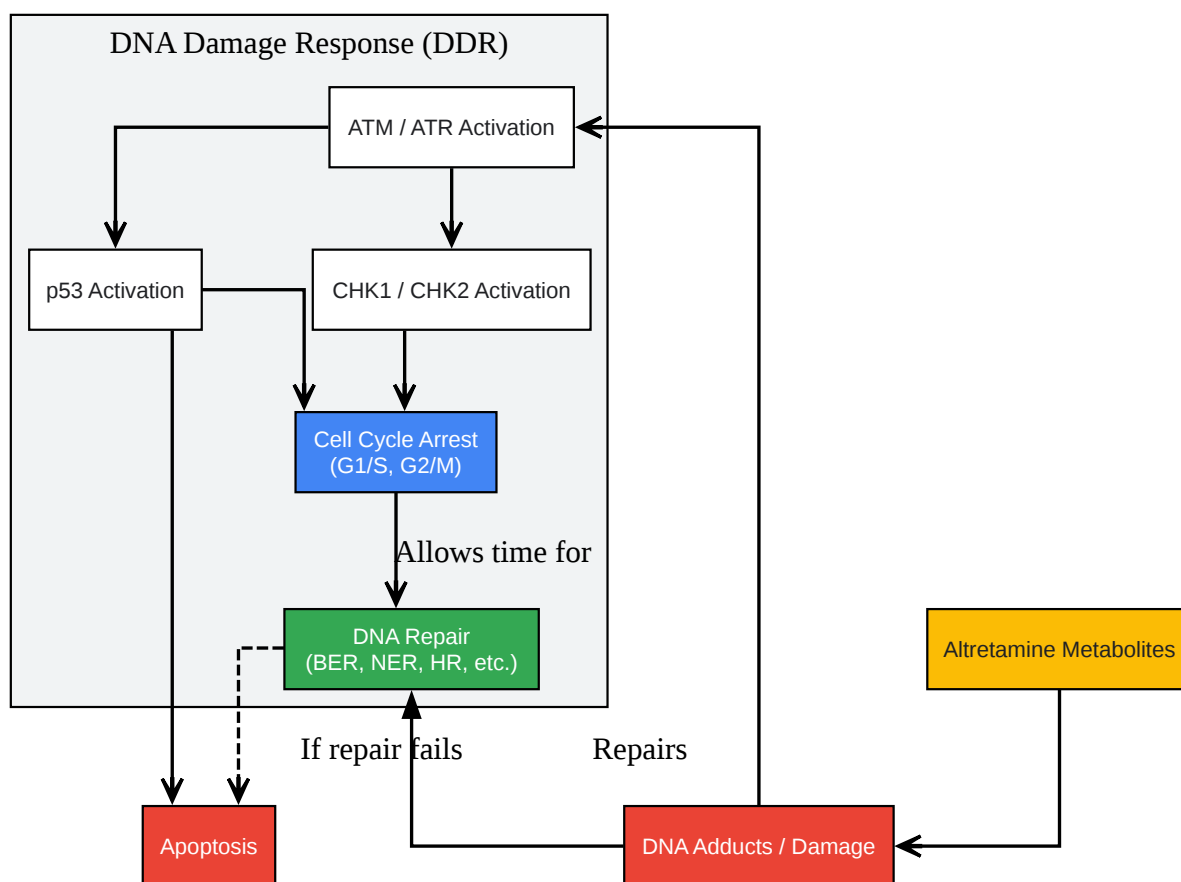 DNA Damage Response (DDR)
ATM / ATR Activation
p53 Activation
CHK1 / CHK2 Activation
Cell Cycle Arrest
(G1/S, G2/M)
Allows time for
DNA Repair
(BER, NER, HR, etc.)
Altretamine Metabolites
If repair fails
Repairs
Apoptosis
DNA Adducts / Damage